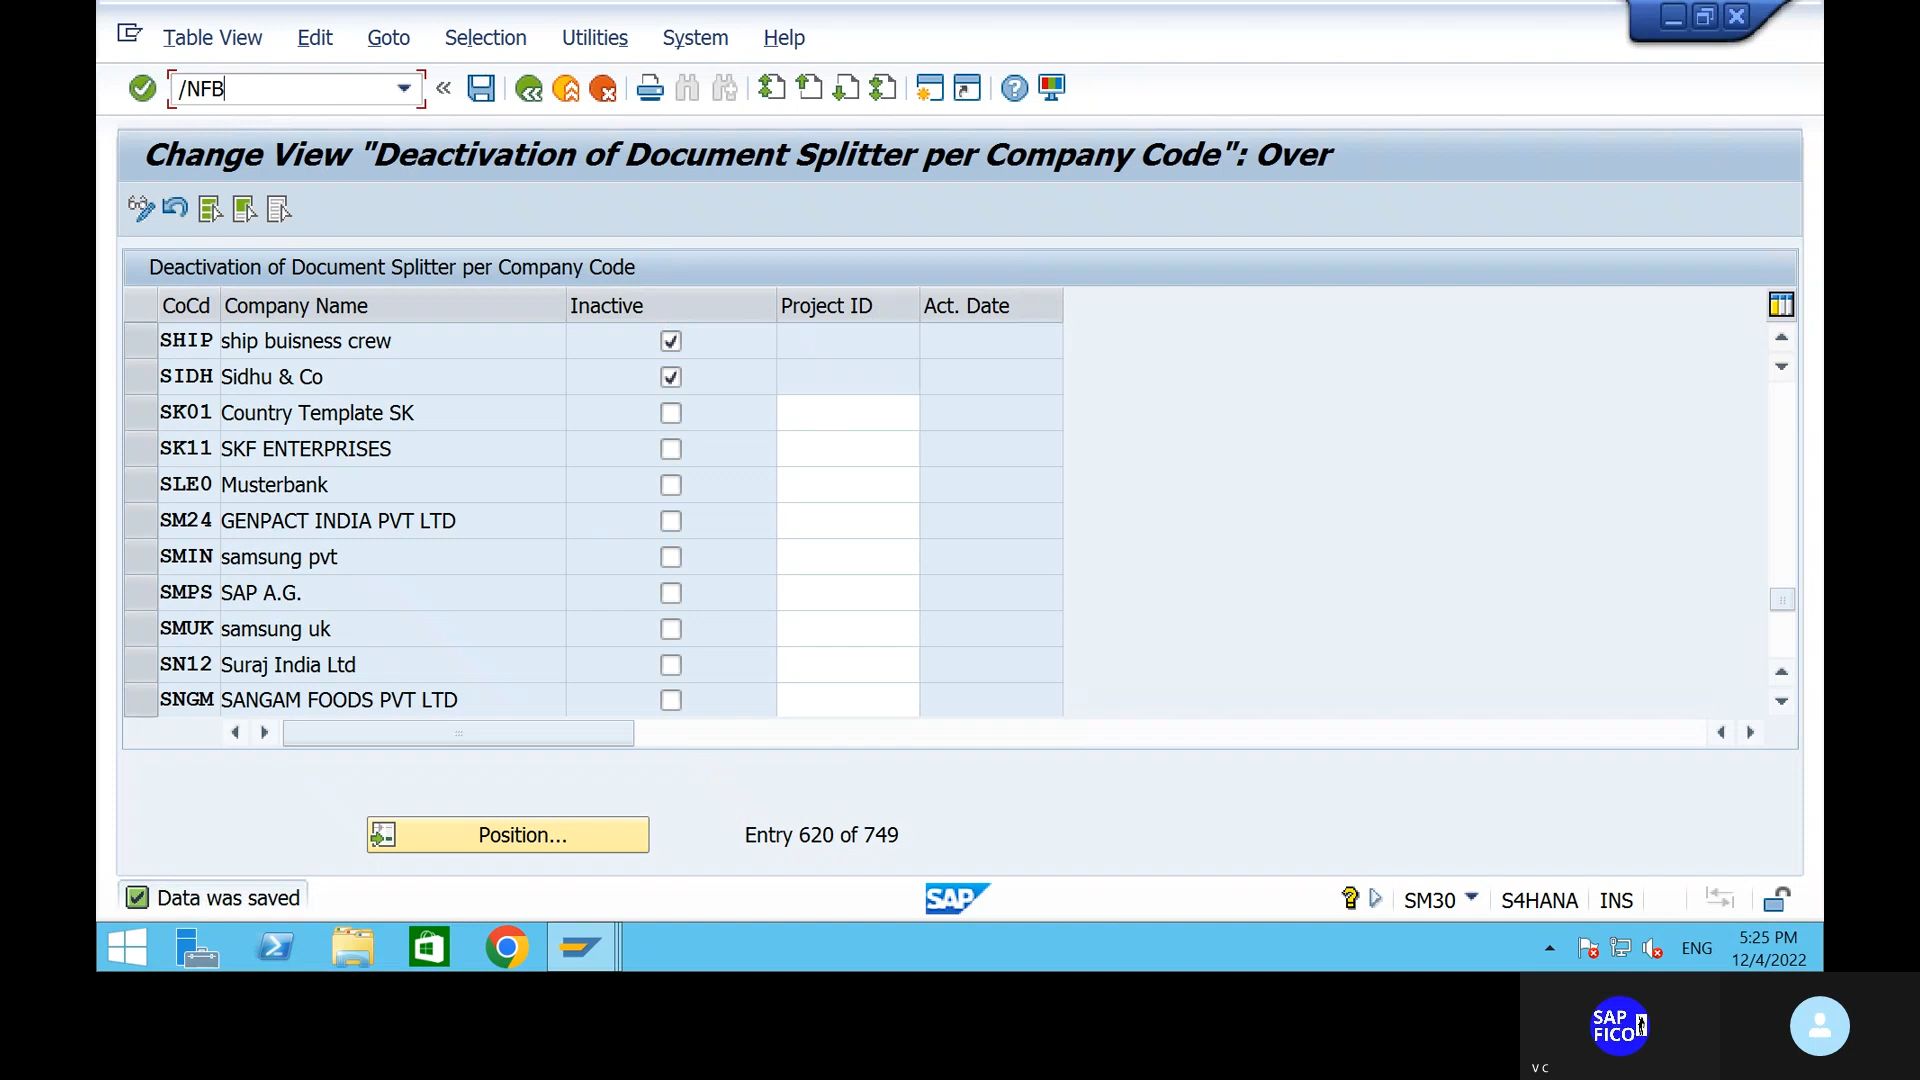 Table View Edit Goto Selection Utilities System Help
/NFB
Change View "Deactivation of Document Splitter per Company Code": Over
Deactivation of Document Splitter per Company Code
CoCd Company Name Inactive Project ID Act. Date
SHIP ship buisness crew
SIDH Sidhu & Co
SK01 Country Template SK
SK11 SKF ENTERPRISES
SLE0 Musterbank
SM24 GENPACT INDIA PVT LTD
SMIN samsung pvt
SMPS SAP A.G.
SMUK samsung uk
SN12 Suraj India Ltd
SNGM SANGAM FOODS PVT LTD
Position... Entry 620 of 749
Data was saved SAP SM30 S4HANA INS
ENG 5:25 PM
12/4/2022
SAP
FICO
V C